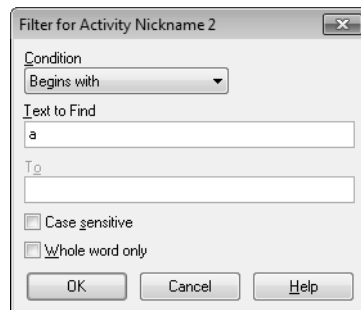 Filter for Activity Nickname 2
Condition
Begins with
Text to Find
a
To
Case sensitive
Whole word only
OK Cancel Help